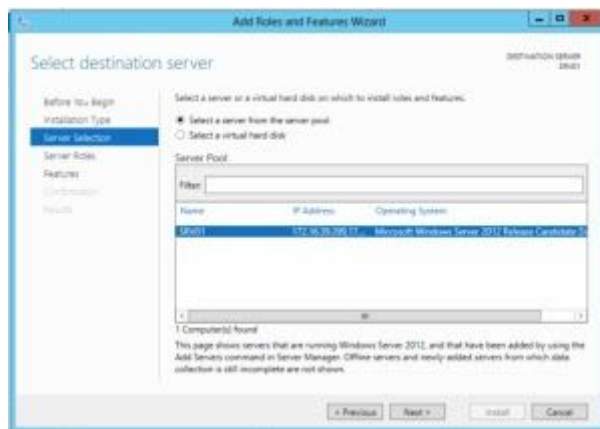 Add Roles and Features Wizard
Select destination server
DESTINATION SERVER
SRV01
Before You Begin
Installation Type
Server Selection
Server Roles
Features
Confirmation
Results
Select a server or a virtual hard disk on which to install roles and features.
Select a server from the server pool
Select a virtual hard disk
Server Pool
Filter:
Name IP Address Operating System
SRV01 Microsoft Windows Server 2012 Release Candidate
1 Computer(s) found
This page shows servers that are running Windows Server 2012, and that have been added by using the
Add Servers command in Server Manager. Offline servers and newly-added servers from which data
collection is still incomplete are not shown.
< Previous Next > Install Cancel